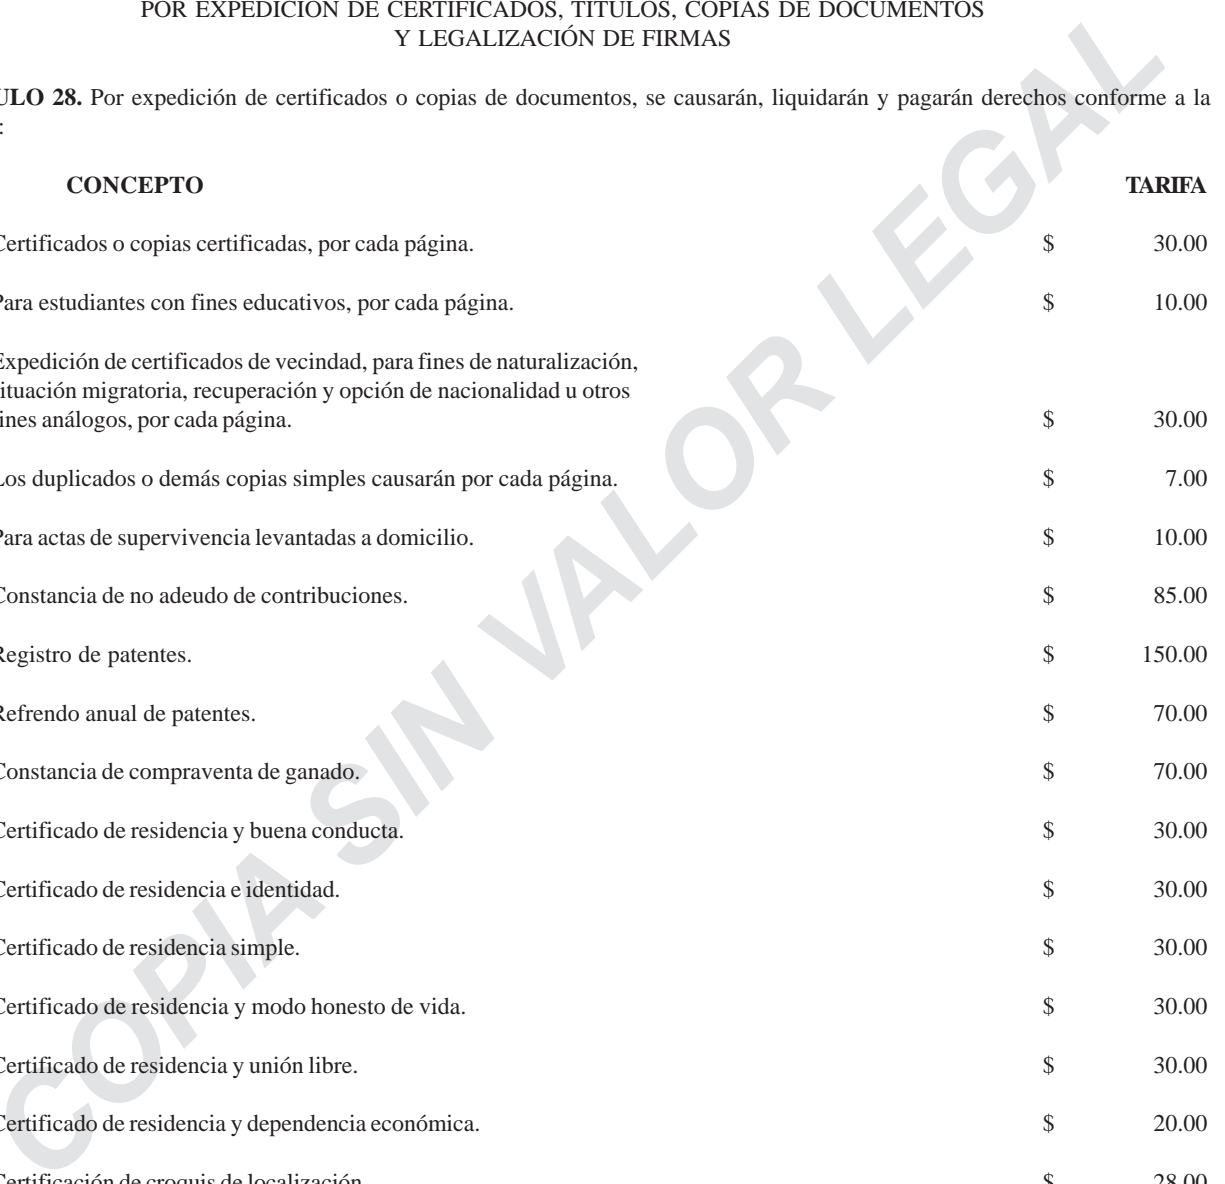 POR EXPEDICIÓN DE CERTIFICADOS, TÍTULOS, COPIAS DE DOCUMENTOS
Y LEGALIZACIÓN DE FIRMAS
ULO 28. Por expedición de certificados o copias de documentos, se causarán, liquidarán y pagarán derechos conforme a la
:
CONCEPTO TARIFA
Certificados o copias certificadas, por cada página. $ 30.00
Para estudiantes con fines educativos, por cada página. $ 10.00
Expedición de certificados de vecindad, para fines de naturalización,
ituación migratoria, recuperación y opción de nacionalidad u otros
ines análogos, por cada página. $ 30.00
Los duplicados o demás copias simples causarán por cada página. $ 7.00
Para actas de supervivencia levantadas a domicilio. $ 10.00
Constancia de no adeudo de contribuciones. $ 85.00
Registro de patentes. $ 150.00
Refrendo anual de patentes. $ 70.00
Constancia de compraventa de ganado. $ 70.00
Certificado de residencia y buena conducta. $ 30.00
Certificado de residencia e identidad. $ 30.00
Certificado de residencia simple. $ 30.00
Certificado de residencia y modo honesto de vida. $ 30.00
Certificado de residencia y unión libre. $ 30.00
Certificado de residencia y dependencia económica. $ 20.00
Certificación de croquis de localización. $ 28.00
COPIA SIN VALOR LEGAL